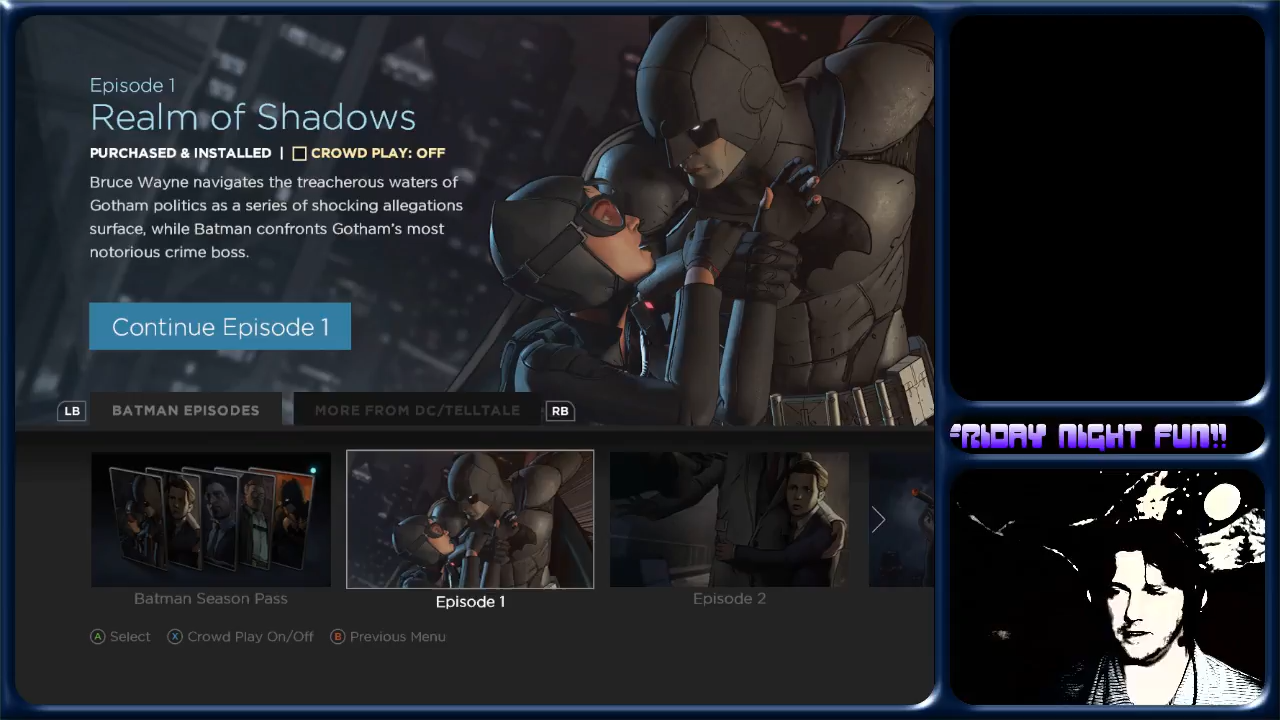 Episode 1
Realm of Shadows
PURCHASED & INSTALLED | CROWD PLAY: OFF
Bruce Wayne navigates the treacherous waters of
Gotham politics as a series of shocking allegations
surface, while Batman confronts Gotham's most
notorious crime boss.
Continue Episode 1
LB BATMAN EPISODES MORE FROM DC/TELLTALE RB
FRIDAY NIGHT FUN!!
Batman Season Pass Episode 1 Episode 2
A Select X Crowd Play On/Off B Previous Menu